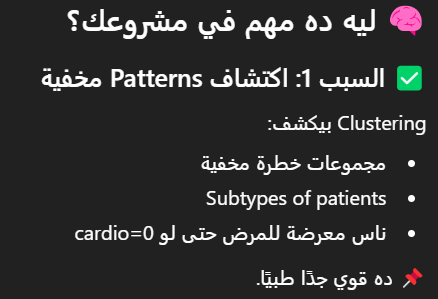 🧠 ليه ده مهم في مشروعك؟
✅ السبب 1: اكتشاف Patterns مخفية
Clustering بيكشف:
• مجموعات خطرة مخفية
• Subtypes of patients
• ناس معرضة للمرض حتى لو cardio=0
📌 ده قوي جدًا طبيًا.